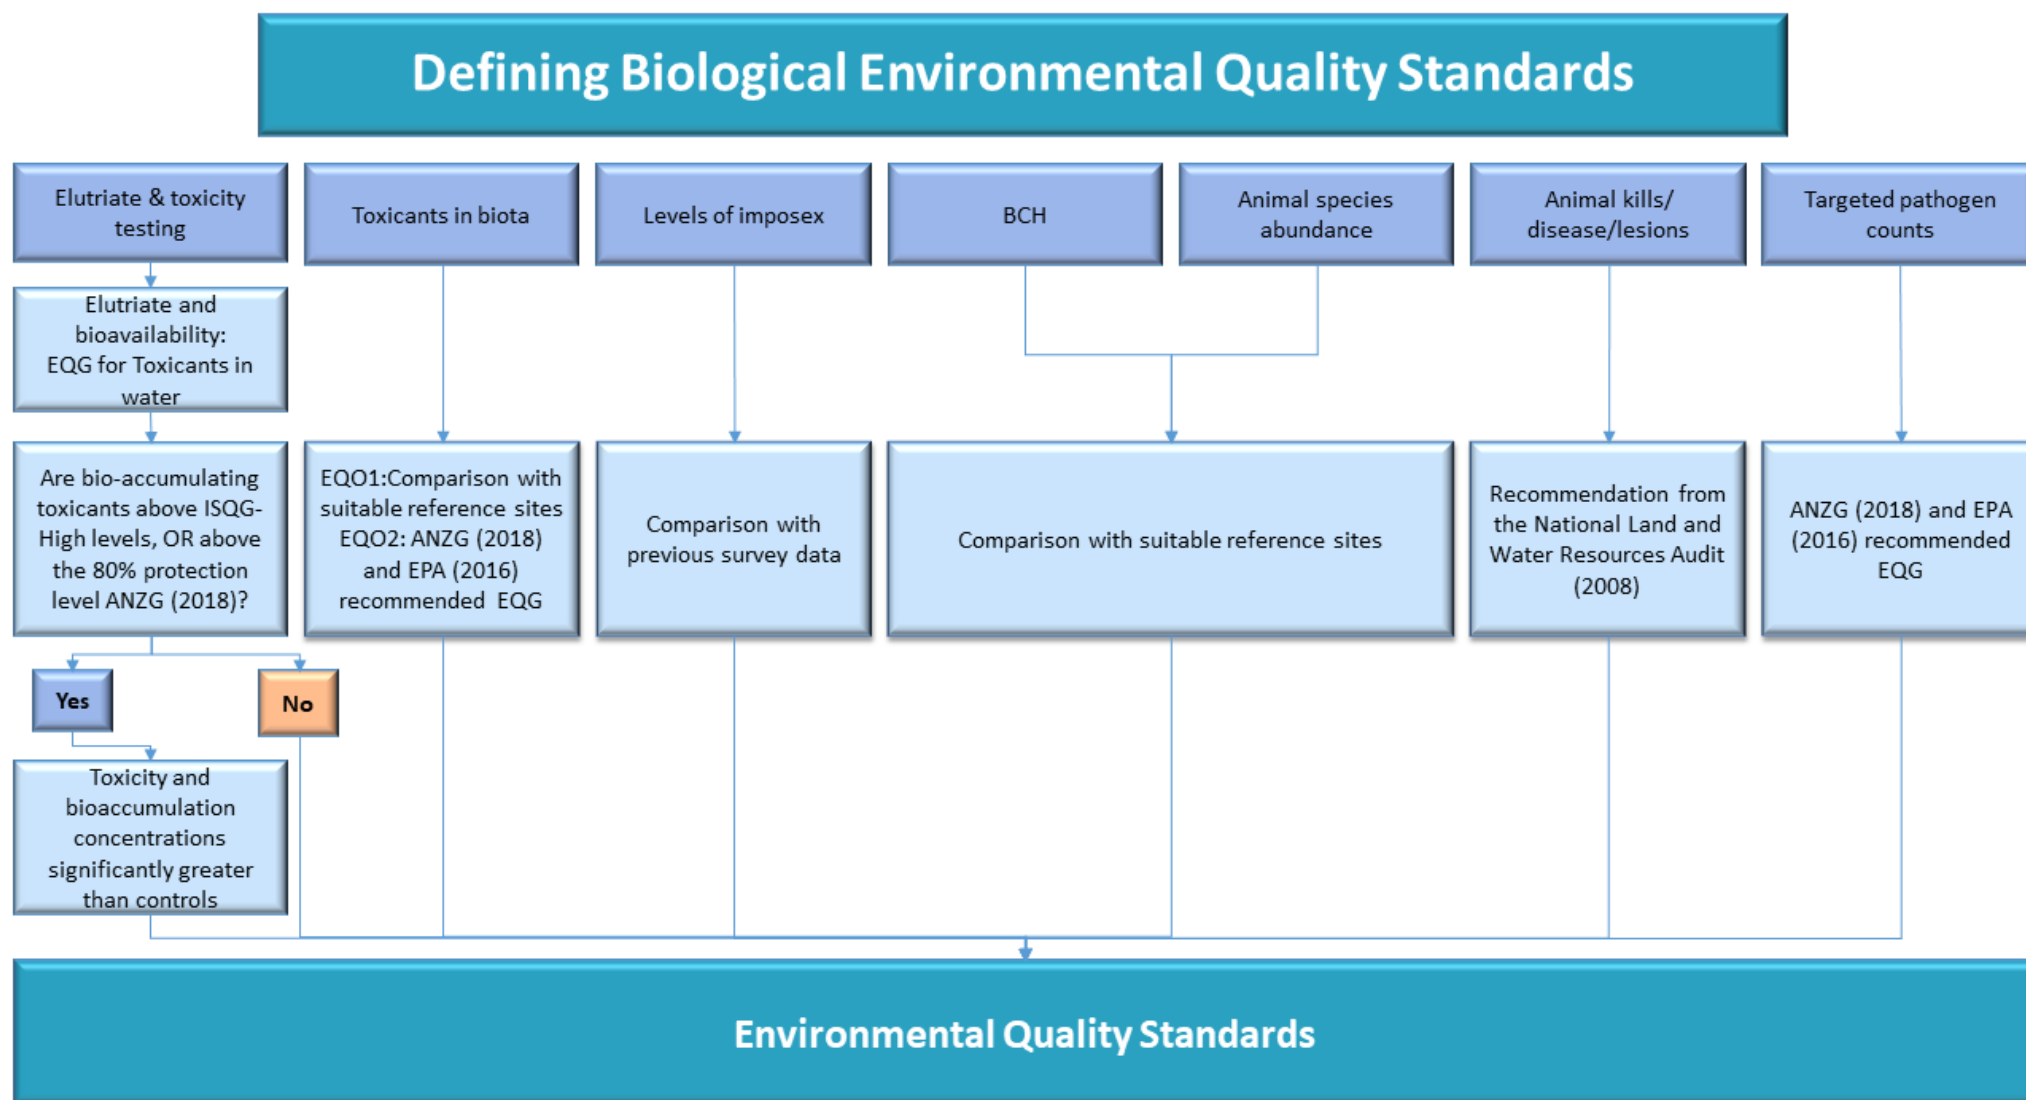 Defining Biological Environmental Quality Standards
Elutriate & toxicity
testing
Toxicants in biota
Levels of imposex
BCH
Animal species
abundance
Animal kills/
disease/lesions
Targeted pathogen
counts
Elutriate and
bioavailability:
EQG for Toxicants in
water
Are bio-accumulating
toxicants above ISQG-
High levels, OR above
the 80% protection
level ANZG (2018)?
EQO1:Comparison with
suitable reference sites
EQO2: ANZG (2018)
and EPA (2016)
recommended EQG
Comparison with
previous survey data
Comparison with suitable reference sites
Recommendation from
the National Land and
Water Resources Audit
(2008)
ANZG (2018) and EPA
(2016) recommended
EQG
Yes
No
Toxicity and
bioaccumulation
concentrations
significantly greater
than controls
Environmental Quality Standards